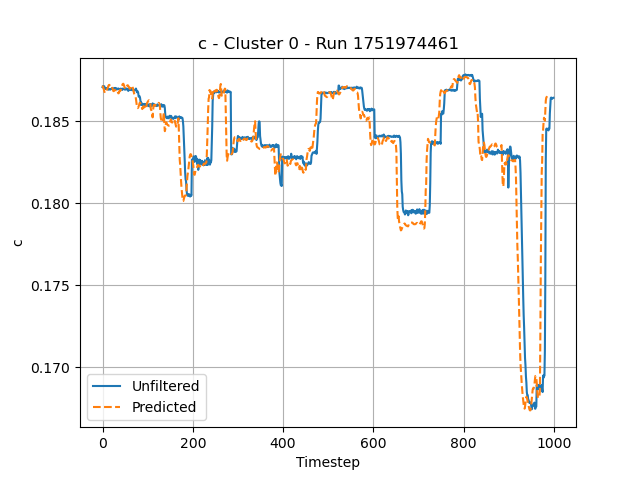 c - Cluster 0 - Run 1751974461
c
0.185
0.180
0.175
0.170
Unfiltered
Predicted
0 200 400 600 800 1000
Timestep